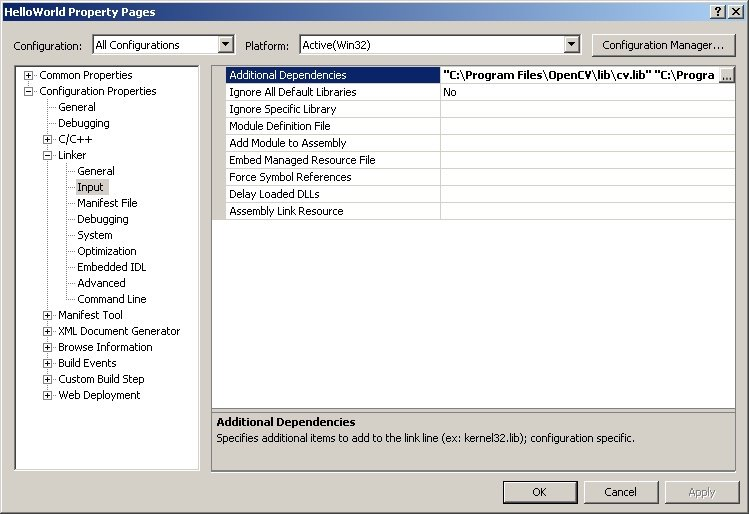 HelloWorld Property Pages
Configuration: All Configurations Platform: Active(Win32) Configuration Manager...
Common Properties
Configuration Properties
General
Debugging
C/C++
Linker
General
Input
Manifest File
Debugging
System
Optimization
Embedded IDL
Advanced
Command Line
Manifest Tool
XML Document Generator
Browse Information
Build Events
Custom Build Step
Web Deployment
Additional Dependencies "C:\Program Files\OpenCV\lib\cv.lib" "C:\Progra ...
Ignore All Default Libraries No
Ignore Specific Library
Module Definition File
Add Module to Assembly
Embed Managed Resource File
Force Symbol References
Delay Loaded DLLs
Assembly Link Resource
Additional Dependencies
Specifies additional items to add to the link line (ex: kernel32.lib); configuration specific.
OK Cancel Apply